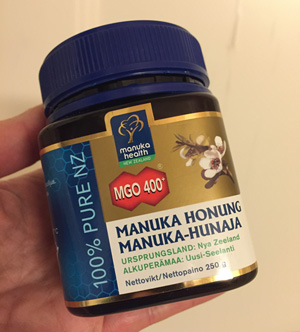 manuka
health
NEW ZEALAND
MGO 400+
100% PURE NZ
MANUKA HONUNG
MANUKA-HUNAJA
URSPRUNGSLAND: Nya Zeeland
ALKUPERÄMAA: Uusi-Seelanti
Nettovikt/Nettopaino 250 g